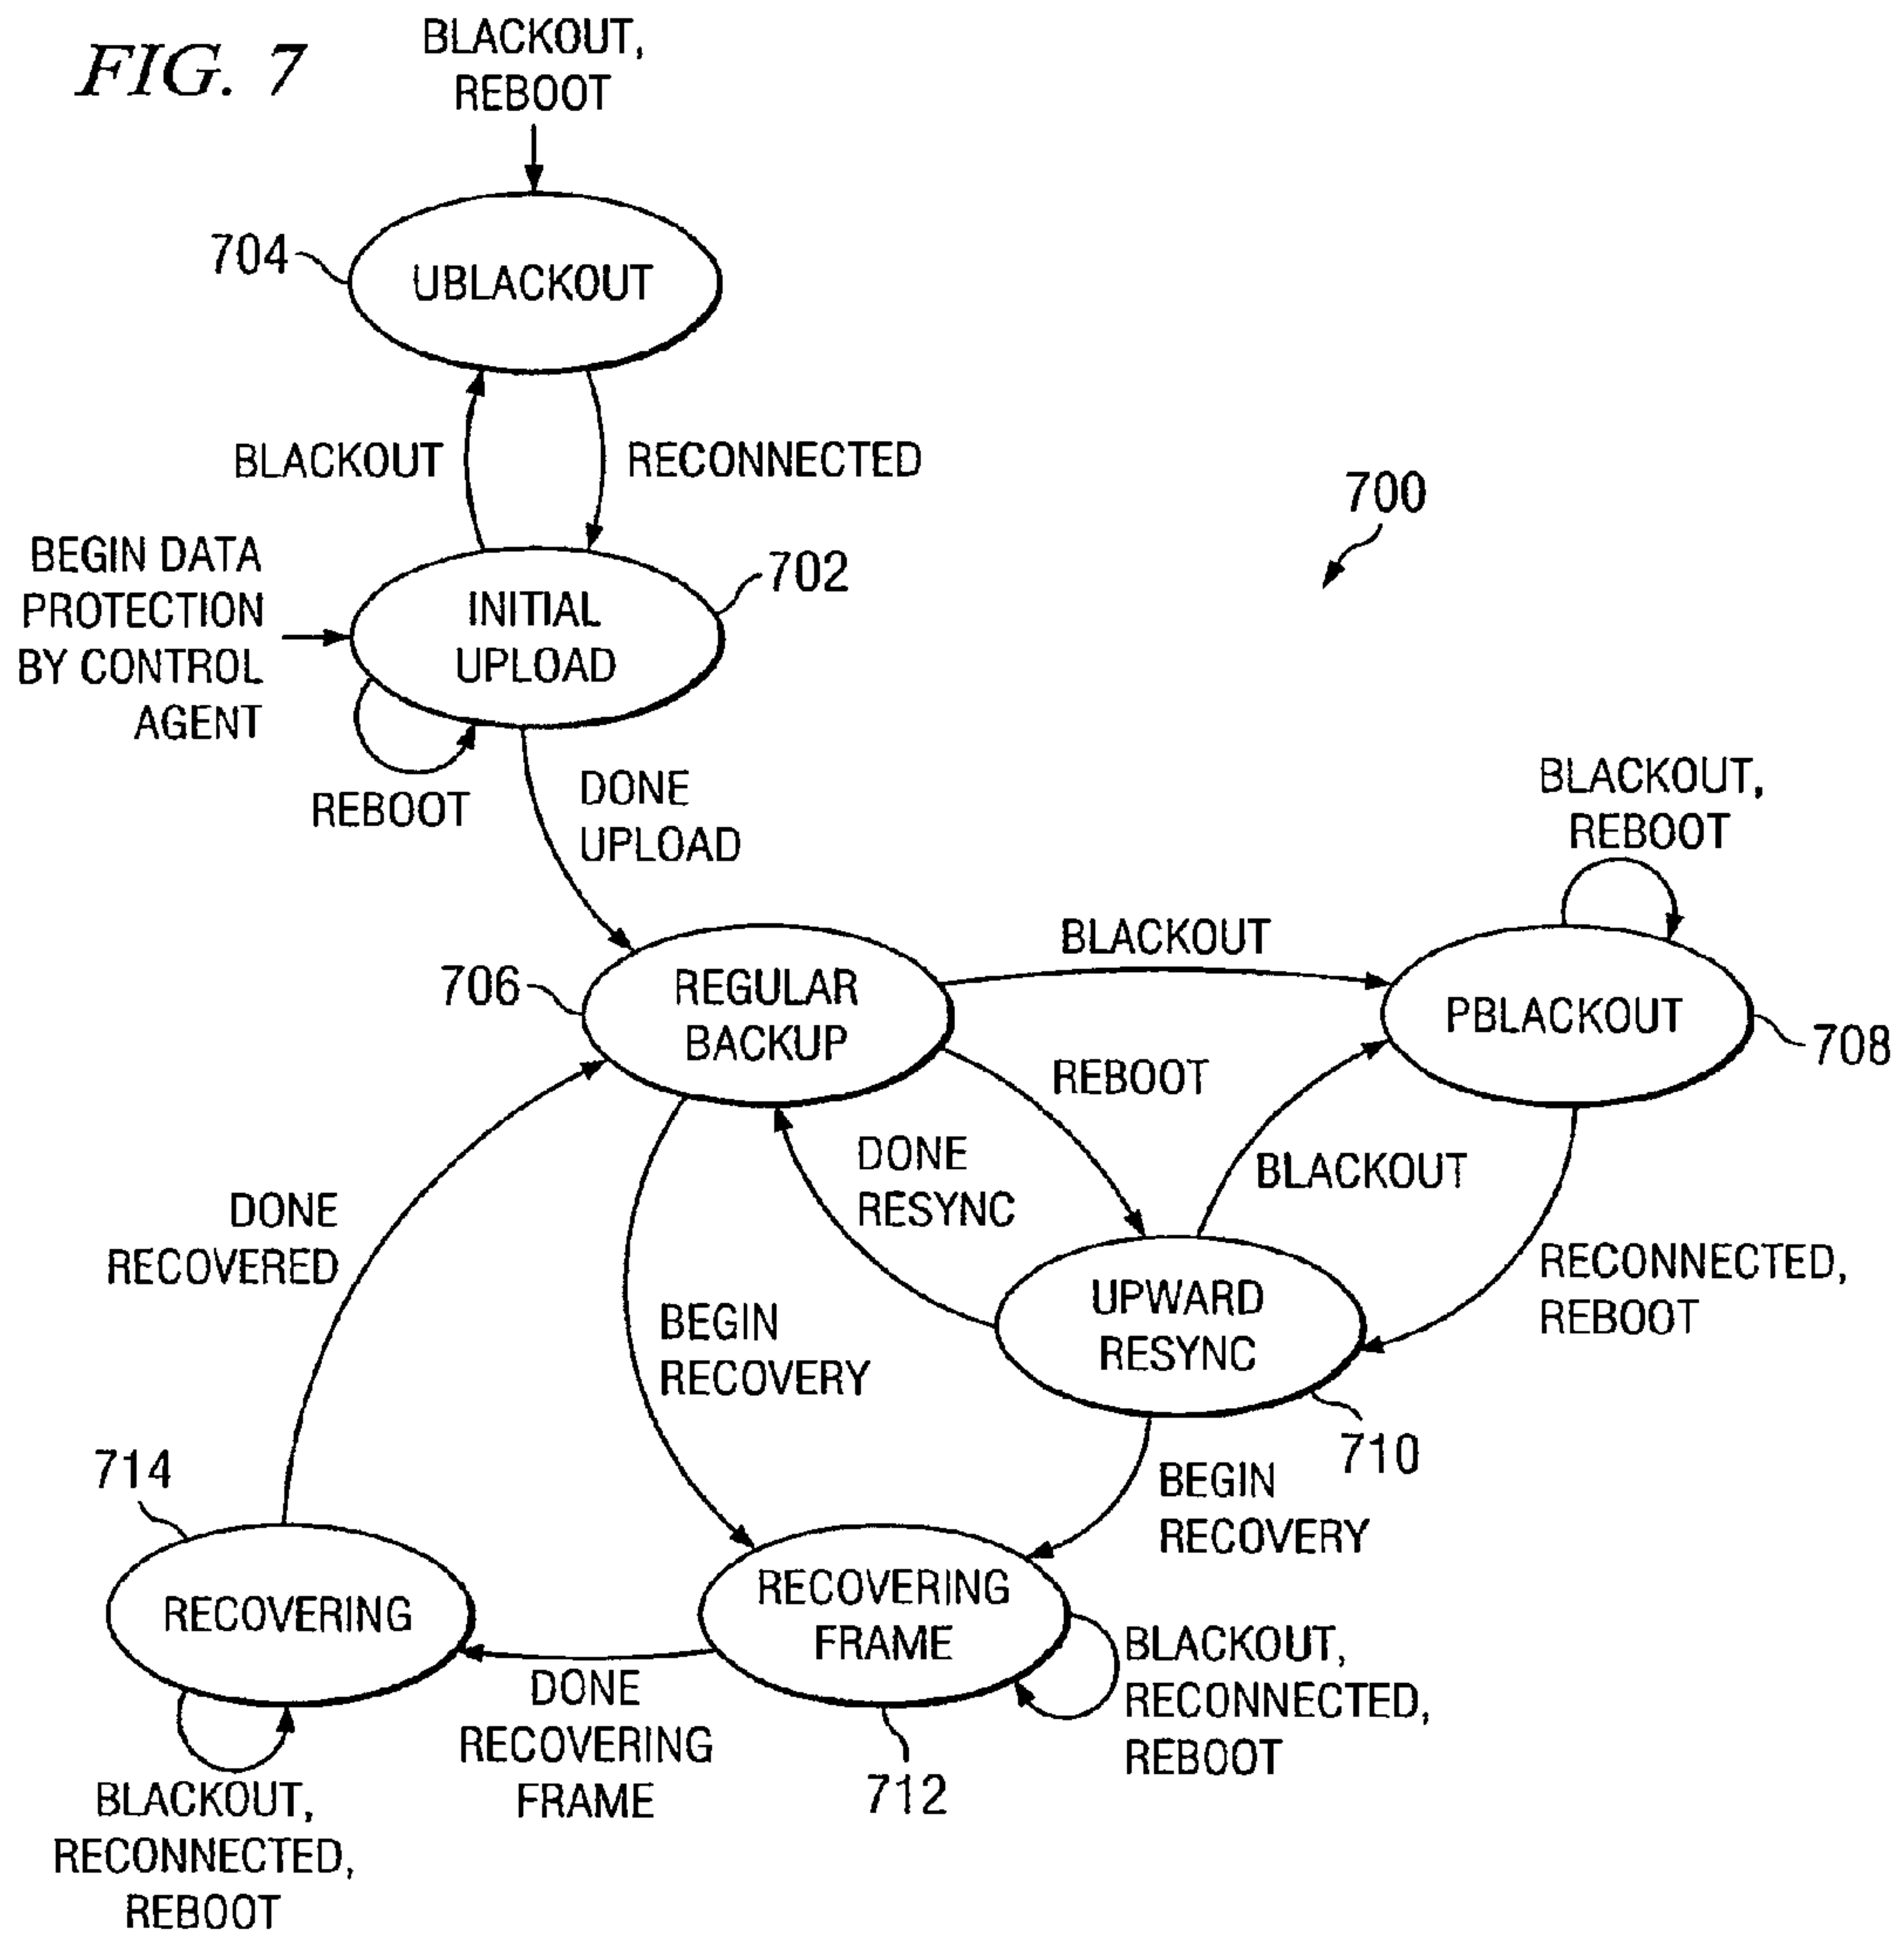 FIG. 7
BLACKOUT,
REBOOT
704
UBLACKOUT
BLACKOUT
RECONNECTED
700
BEGIN DATA
PROTECTION
BY CONTROL
AGENT
702
INITIAL
UPLOAD
REBOOT
DONE
UPLOAD
BLACKOUT,
REBOOT
706
REGULAR
BACKUP
BLACKOUT
PBLACKOUT
708
REBOOT
DONE
RESYNC
BLACKOUT
RECONNECTED,
REBOOT
DONE
RECOVERED
BEGIN
RECOVERY
UPWARD
RESYNC
710
BEGIN
RECOVERY
714
RECOVERING
RECOVERING
FRAME
BLACKOUT,
RECONNECTED,
REBOOT
712
DONE
RECOVERING
FRAME
BLACKOUT,
RECONNECTED,
REBOOT